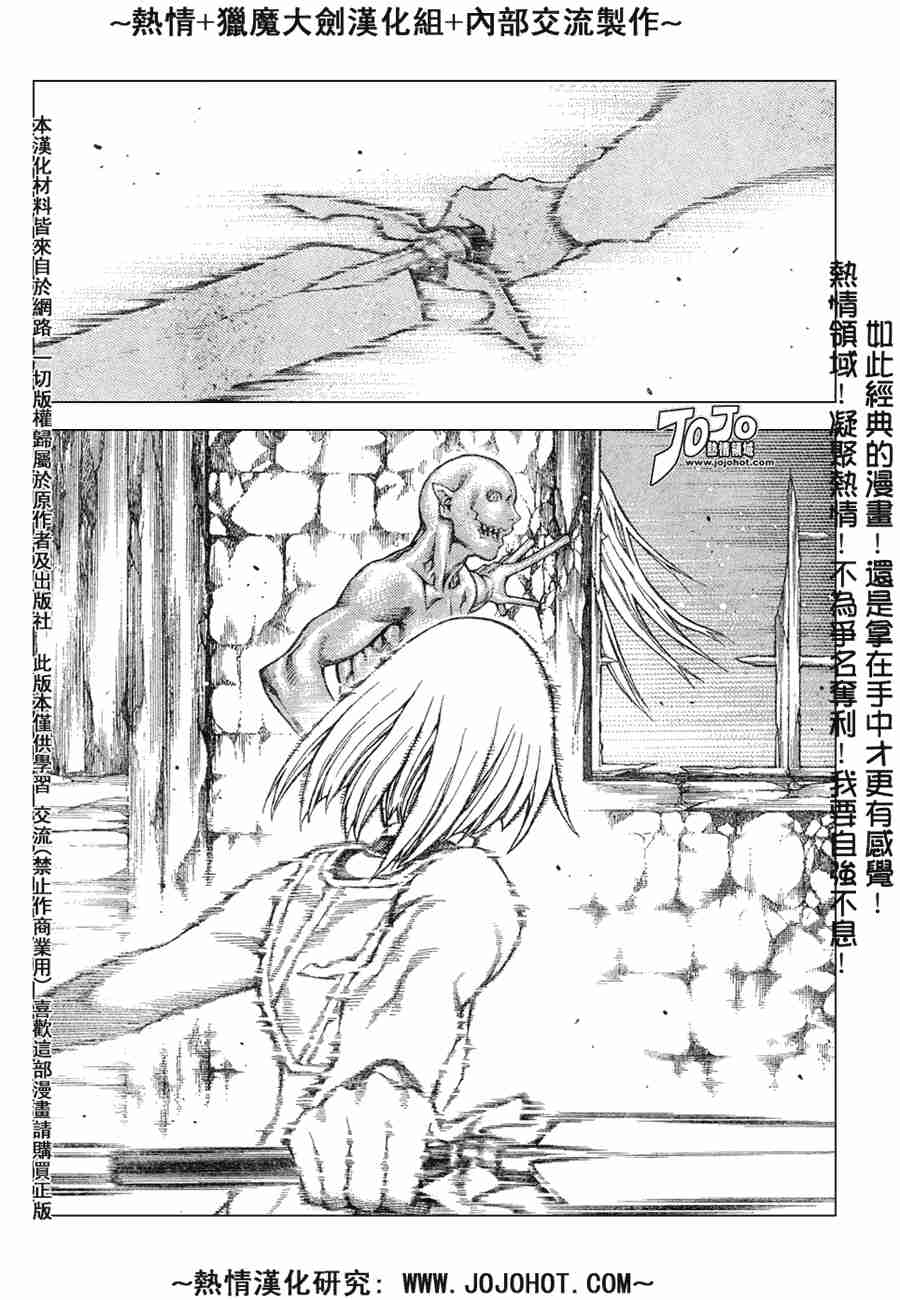 ~熱情+獵魔大劍漢化組+內部交流製作~
如此經典的漫畫！還是拿在手中才更有感覺！
熱情領域！凝聚熱情！不為爭名奪利！我要自強不息！
JOJO
熱情領域
www.jojohot.com
本漢化材料皆來自於網路 一切版權歸屬於原作者及出版社 此版本僅供學習 交流(禁止作商業用) 喜歡這部漫畫請購買正版
~熱情漢化研究: WWW.JOJOHOT.COM~